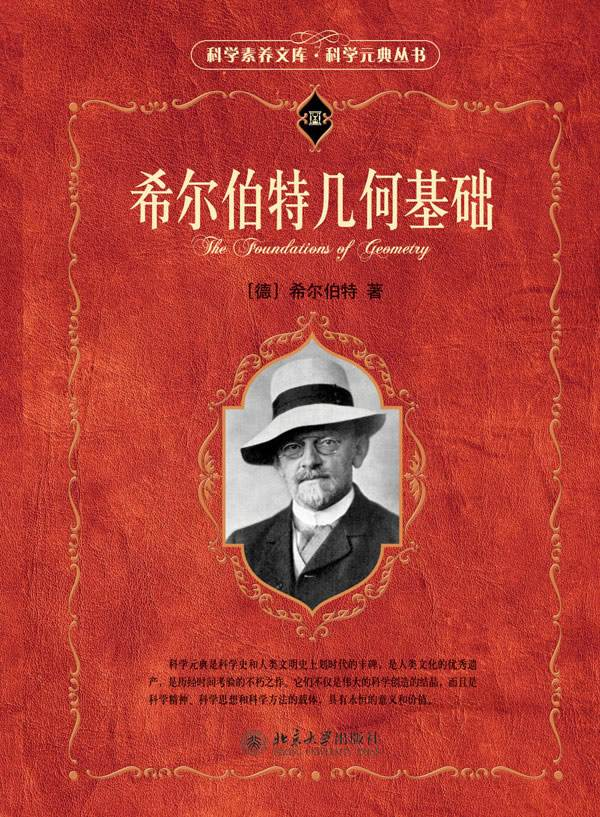 科学素养文库·科学元典丛书
希尔伯特几何基础
The Foundations of Geometry
［德］希尔伯特 著
科学元典是科学史和人类文明史上划时代的丰碑，是人类文化的优秀遗
产，是历经时间考验的不朽之作。它们不仅是伟大的科学创造的结晶，而且是
科学精神、科学思想和科学方法的载体，具有永恒的意义和价值。
北京大学出版社